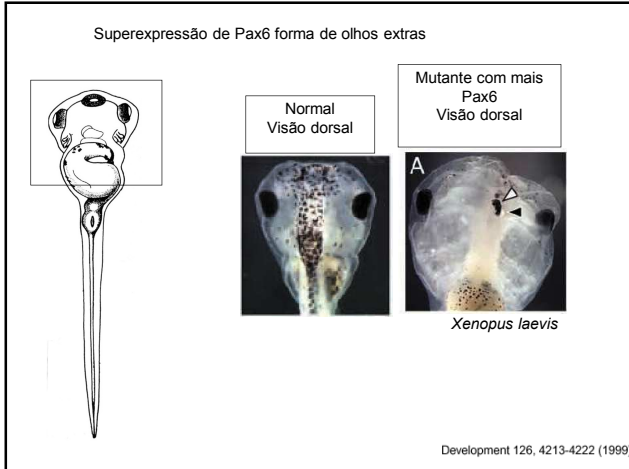 Superexpressão de Pax6 forma de olhos extras
Normal
Visão dorsal
Mutante com mais
Pax6
Visão dorsal
A
Xenopus laevis
Development 126, 4213-4222 (1999)